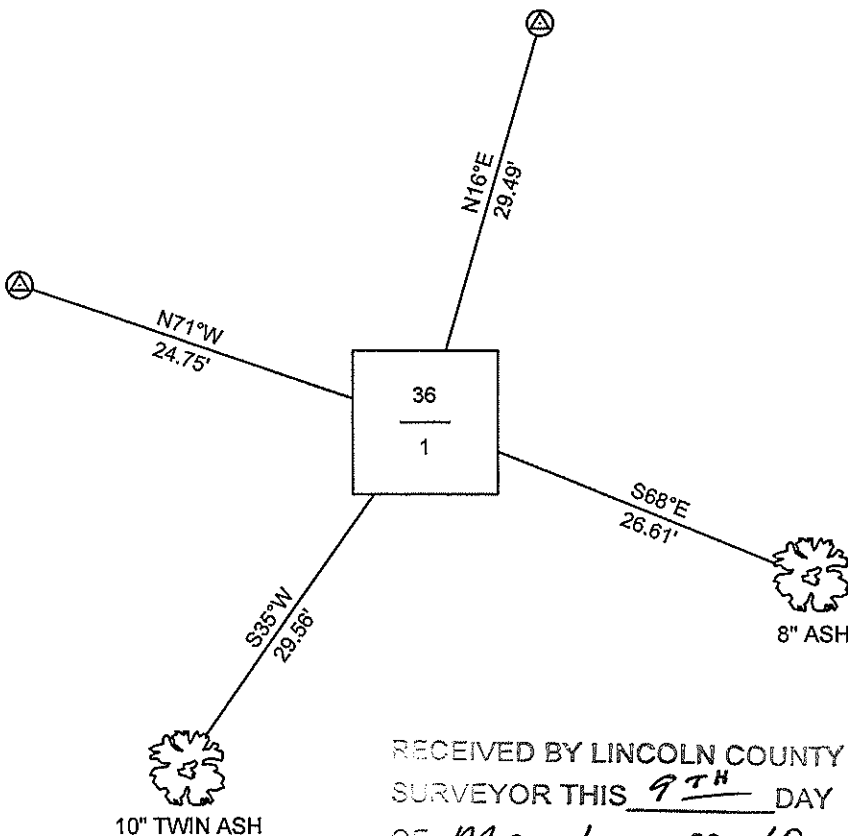 N16°E
29.49'
N71°W
24.75'
36
1
S68°E
26.61'
S35°W
29.56'
8" ASH
10" TWIN ASH
RECEIVED BY LINCOLN COUNTY
SURVEYOR THIS 9TH DAY
OF